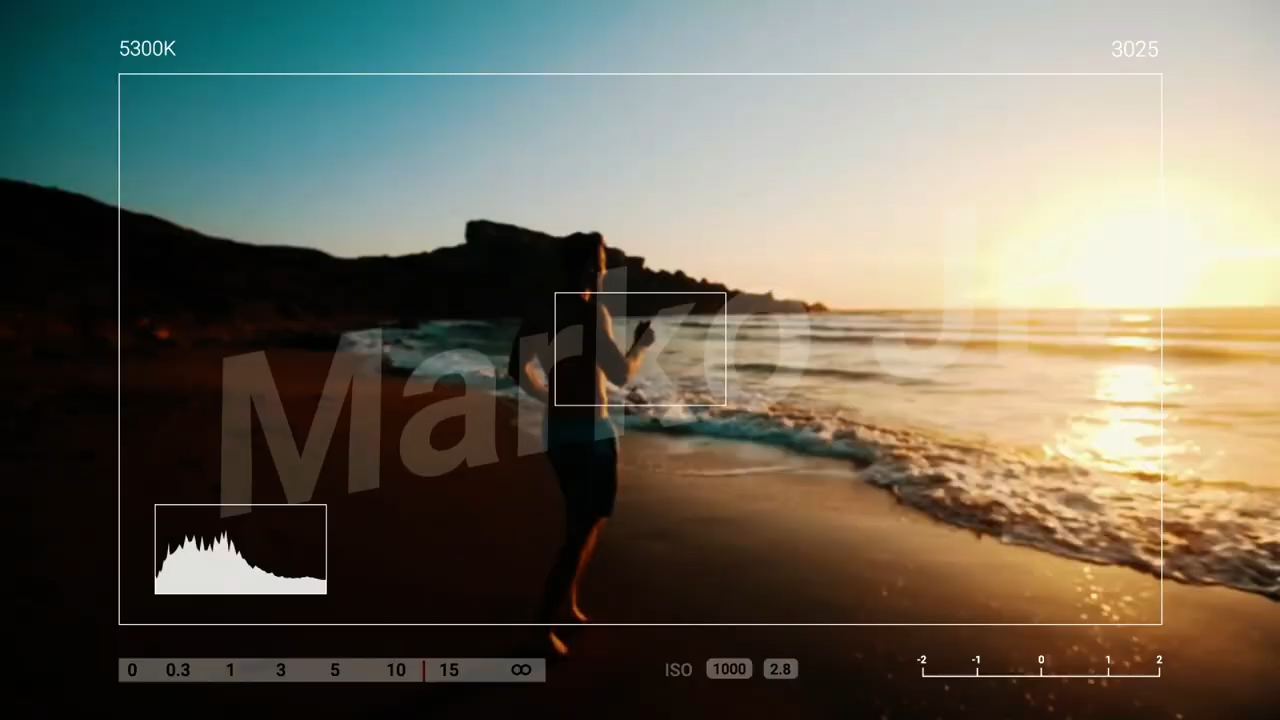 5300K
3025
Marko Jh
0 0.3 1 3 5 10 15 ∞
ISO 1000 2.8
-2 -1 0 1 2